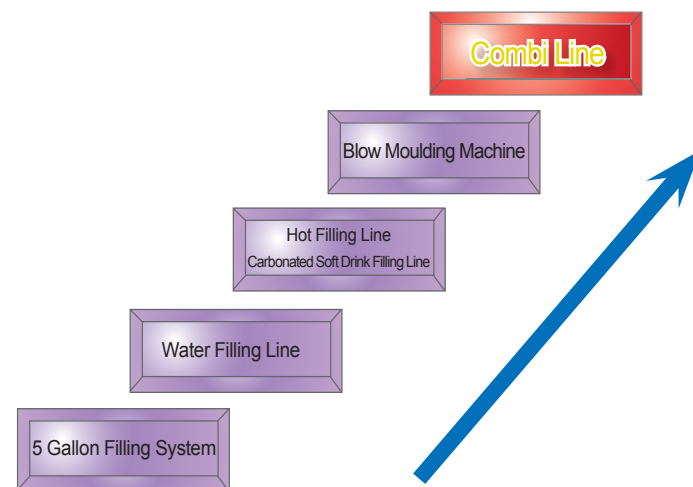 Combi Line
Blow Moulding Machine
Hot Filling Line
Carbonated Soft Drink Filling Line
Water Filling Line
5 Gallon Filling System